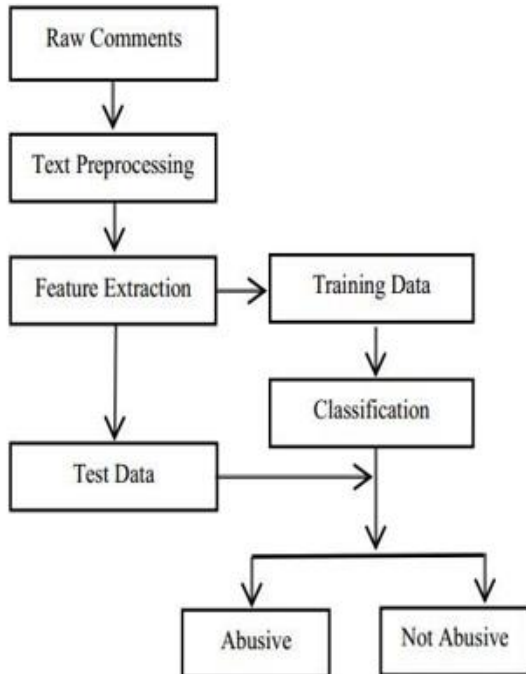 Raw Comments
Text Preprocessing
Feature Extraction
Training Data
Classification
Test Data
Abusive
Not Abusive